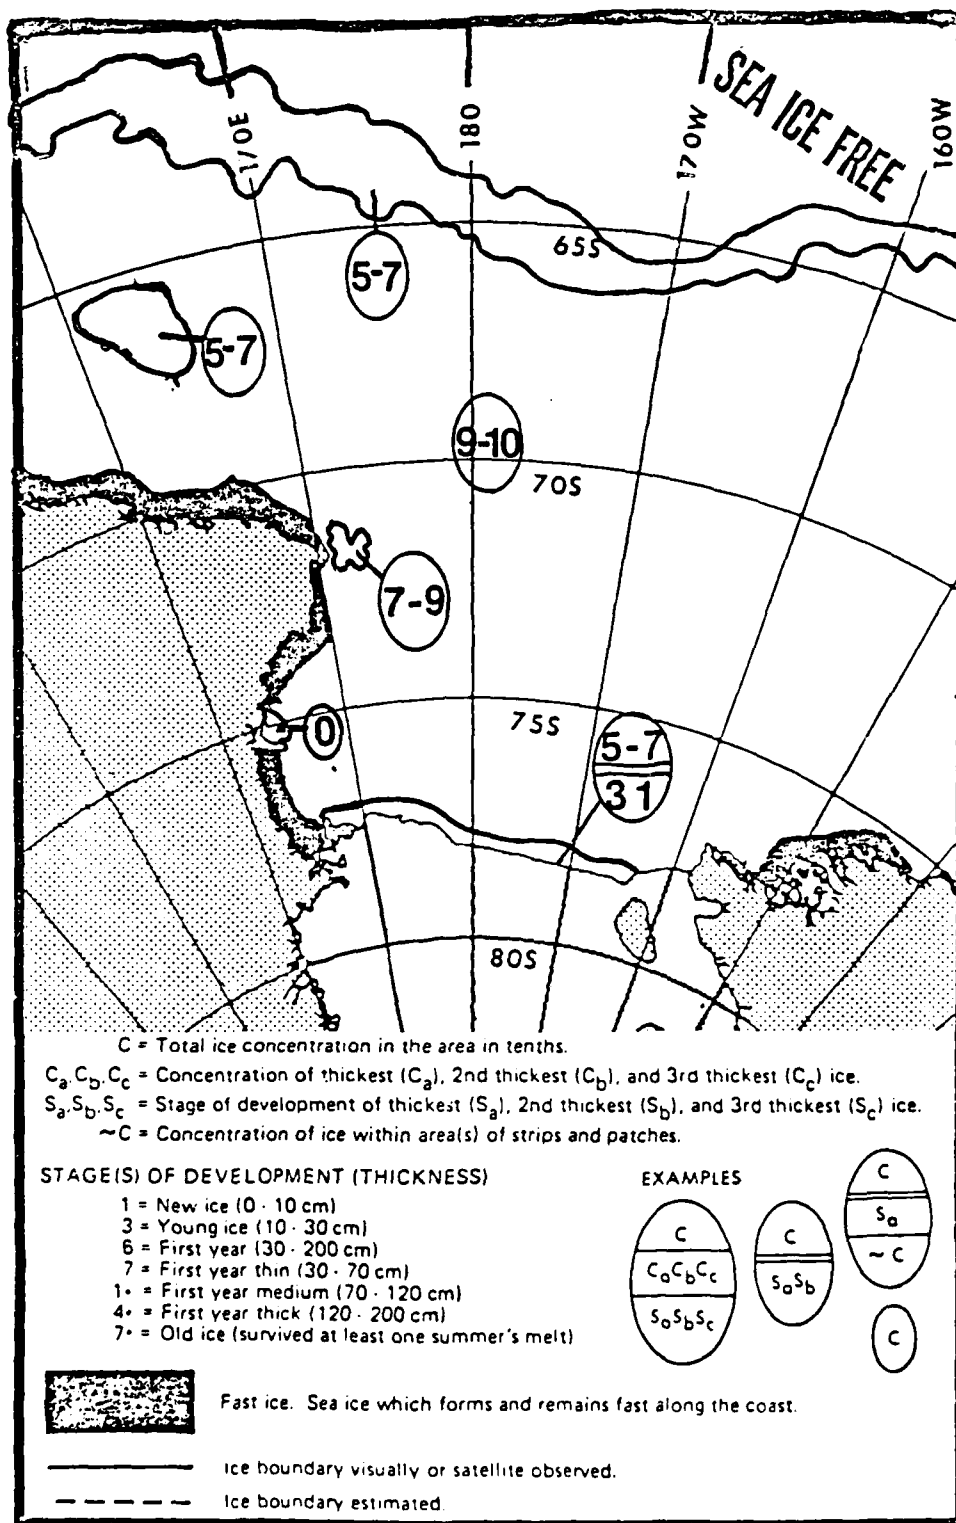 170E
180
170W
160W
SEA ICE FREE
65S
5-7
5-7
9-10
70S
7-9
75S
0
5-7
31
80S
C = Total ice concentration in the area in tenths.
Ca.Cb.Cc = Concentration of thickest (Ca), 2nd thickest (Cb), and 3rd thickest (Cc) ice.
Sa.Sb.Sc = Stage of development of thickest (Sa), 2nd thickest (Sb), and 3rd thickest (Sc) ice.
~C = Concentration of ice within area(s) of strips and patches.
STAGE(S) OF DEVELOPMENT (THICKNESS)
1 = New ice (0 - 10 cm)
3 = Young ice (10 - 30 cm)
6 = First year (30 - 200 cm)
7 = First year thin (30 - 70 cm)
1• = First year medium (70 - 120 cm)
4• = First year thick (120 - 200 cm)
7• = Old ice (survived at least one summer's melt)
EXAMPLES
C
CaCbCc
SaSbSc
C
SaSb
C
Sa
~C
C
Fast ice. Sea ice which forms and remains fast along the coast.
Ice boundary visually or satellite observed.
Ice boundary estimated.